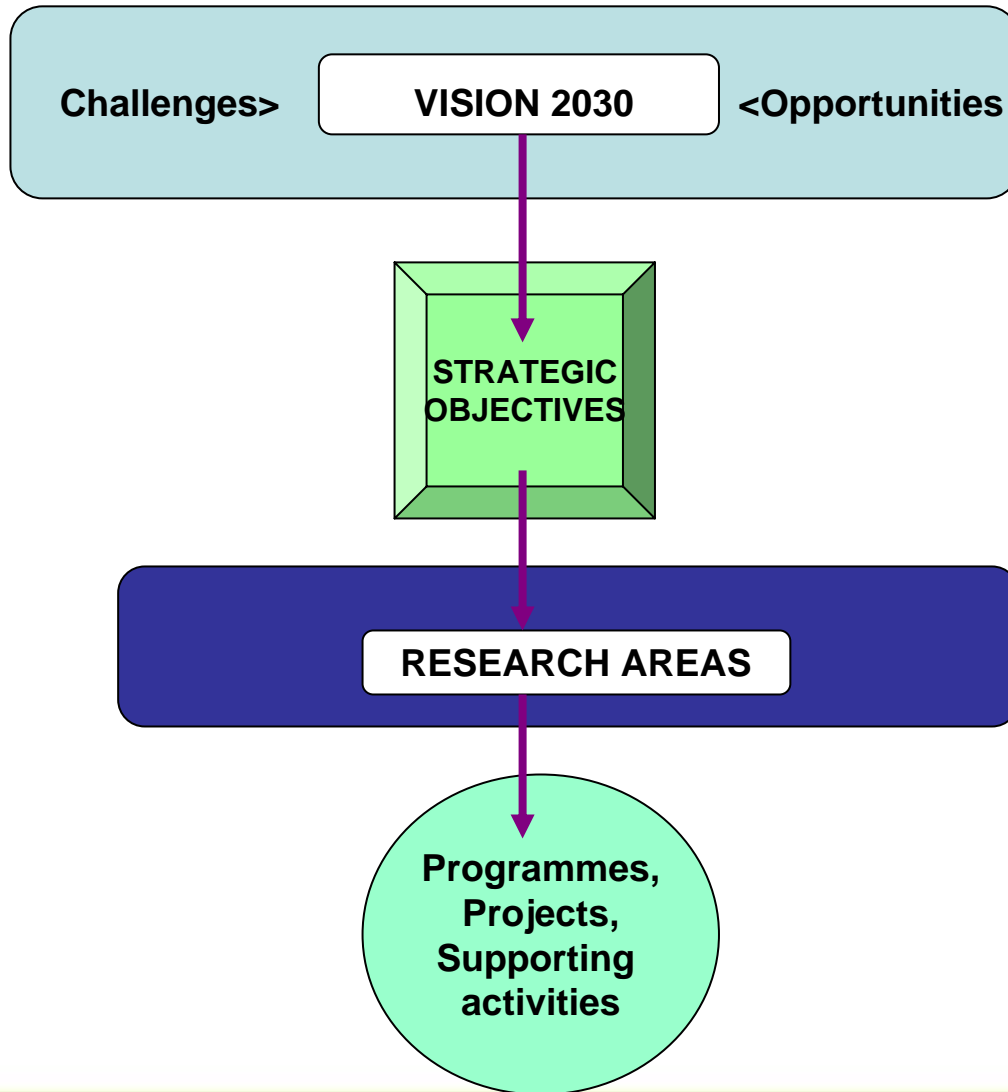 Challenges> VISION 2030 <Opportunities
STRATEGIC
OBJECTIVES
RESEARCH AREAS
Programmes,
Projects,
Supporting
activities